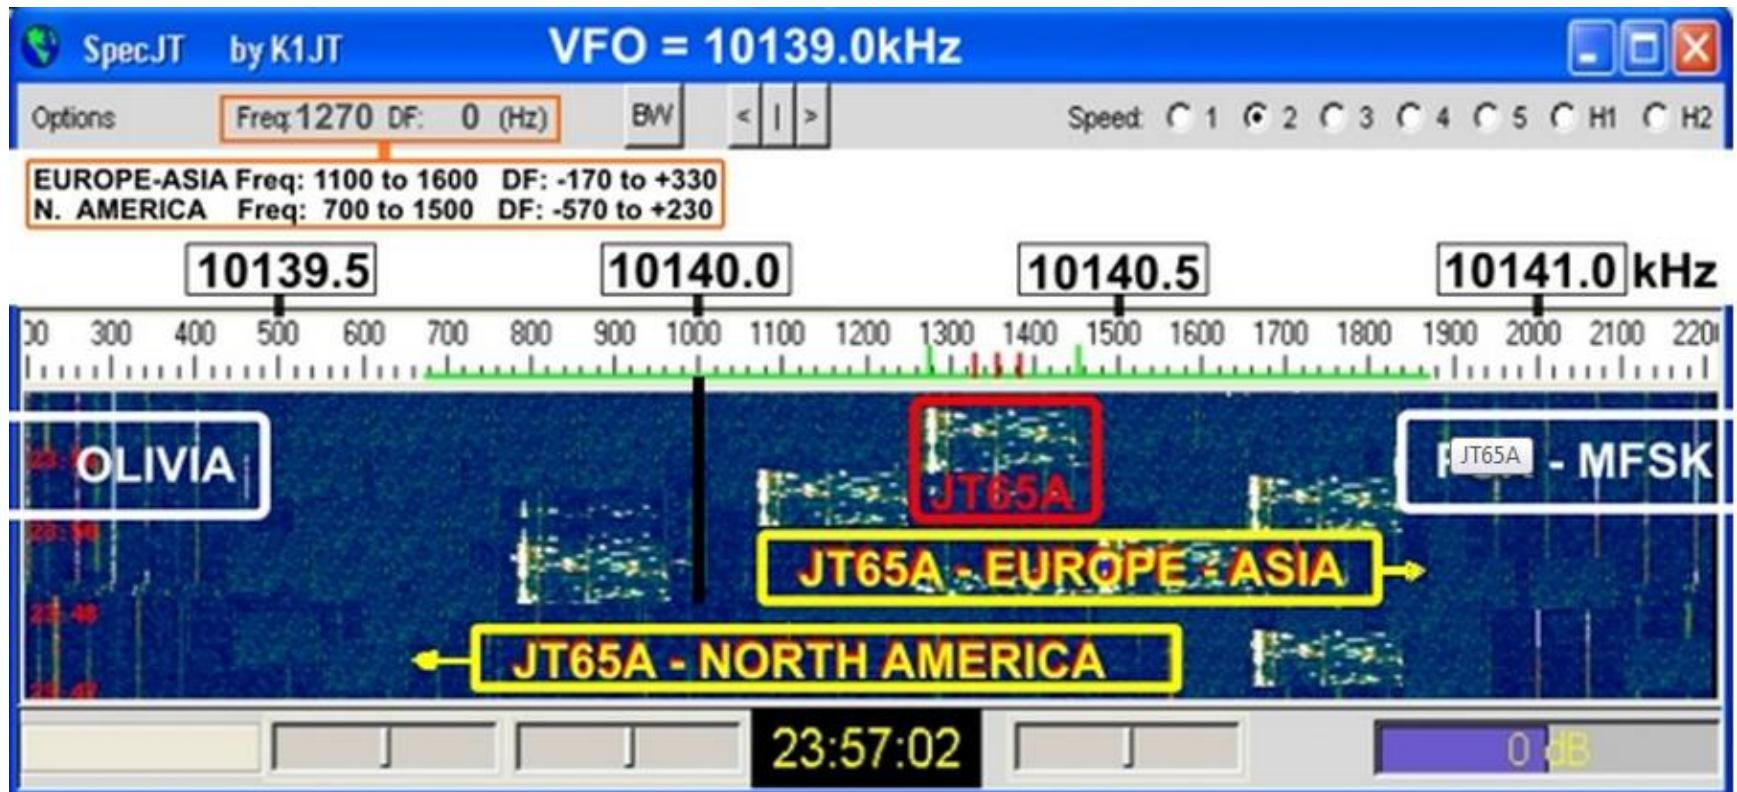 SpecJT by K1JT VFO = 10139.0kHz
Options Freq: 1270 DF: 0 (Hz) BW < | > Speed: 1 2 3 4 5 H1 H2
EUROPE-ASIA Freq: 1100 to 1600 DF: -170 to +330
N. AMERICA Freq: 700 to 1500 DF: -570 to +230
10139.5 10140.0 10140.5 10141.0 kHz
300 400 500 600 700 800 900 1000 1100 1200 1300 1400 1500 1600 1700 1800 1900 2000 2100
OLIVIA JT65A - MFSK
JT65A
JT65A - EUROPE - ASIA
23:48
JT65A - NORTH AMERICA
23:47
23:57:02 0 dB